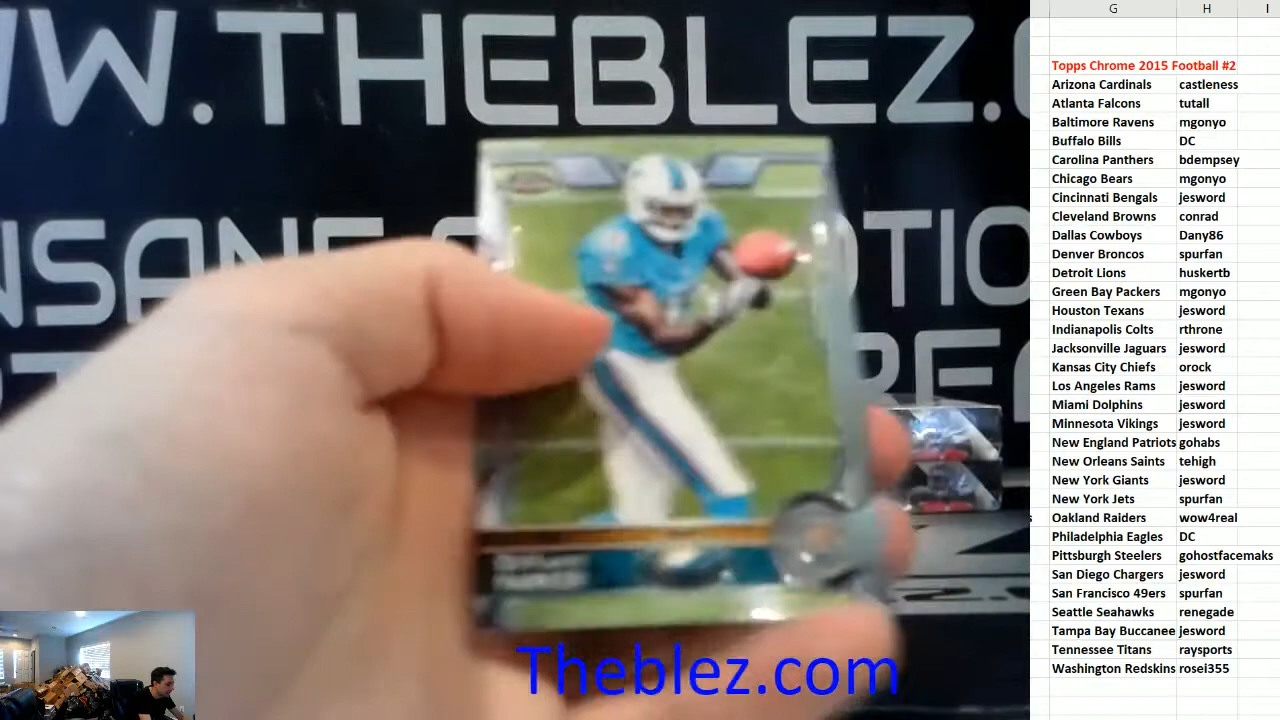 WW.THEBLEZ.
NSANE
OTIO
REA
PARKER
Theblez.com
G H I
Topps Chrome 2015 Football #2
Arizona Cardinals castleness
Atlanta Falcons tutall
Baltimore Ravens mgonyo
Buffalo Bills DC
Carolina Panthers bdempsey
Chicago Bears mgonyo
Cincinnati Bengals jesword
Cleveland Browns conrad
Dallas Cowboys Dany86
Denver Broncos spurfan
Detroit Lions huskertb
Green Bay Packers mgonyo
Houston Texans jesword
Indianapolis Colts rthrone
Jacksonville Jaguars jesword
Kansas City Chiefs orock
Los Angeles Rams jesword
Miami Dolphins jesword
Minnesota Vikings jesword
New England Patriots gohabs
New Orleans Saints tehigh
New York Giants jesword
New York Jets spurfan
Oakland Raiders wow4real
Philadelphia Eagles DC
Pittsburgh Steelers gohostfacemaks
San Diego Chargers jesword
San Francisco 49ers spurfan
Seattle Seahawks renegade
Tampa Bay Buccanee jesword
Tennessee Titans raysports
Washington Redskins rosei355